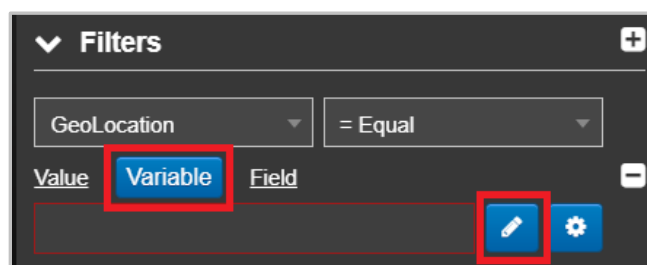 Filters
GeoLocation = Equal
Value Variable Field